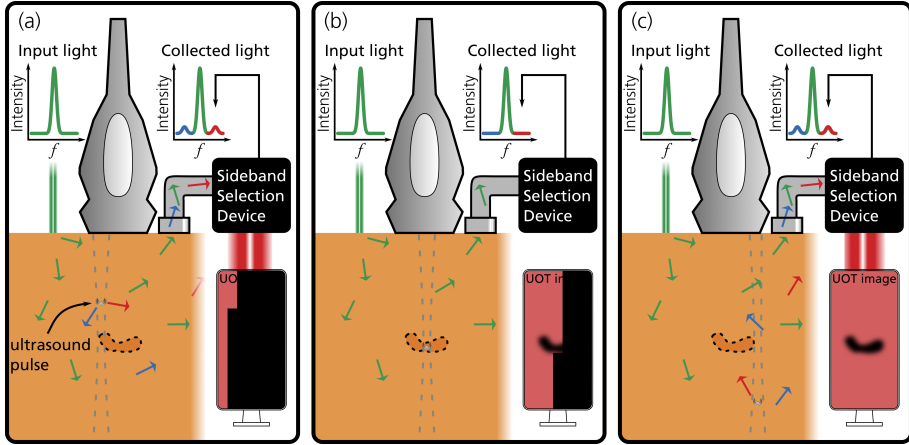 (a)
Input light
Collected light
Intensity
f
Intensity
f
Sideband
Selection
Device
ultrasound
pulse
UO
(b)
Input light
Collected light
Intensity
f
Intensity
f
Sideband
Selection
Device
UOT in
(c)
Input light
Collected light
Intensity
f
Intensity
f
Sideband
Selection
Device
UOT image